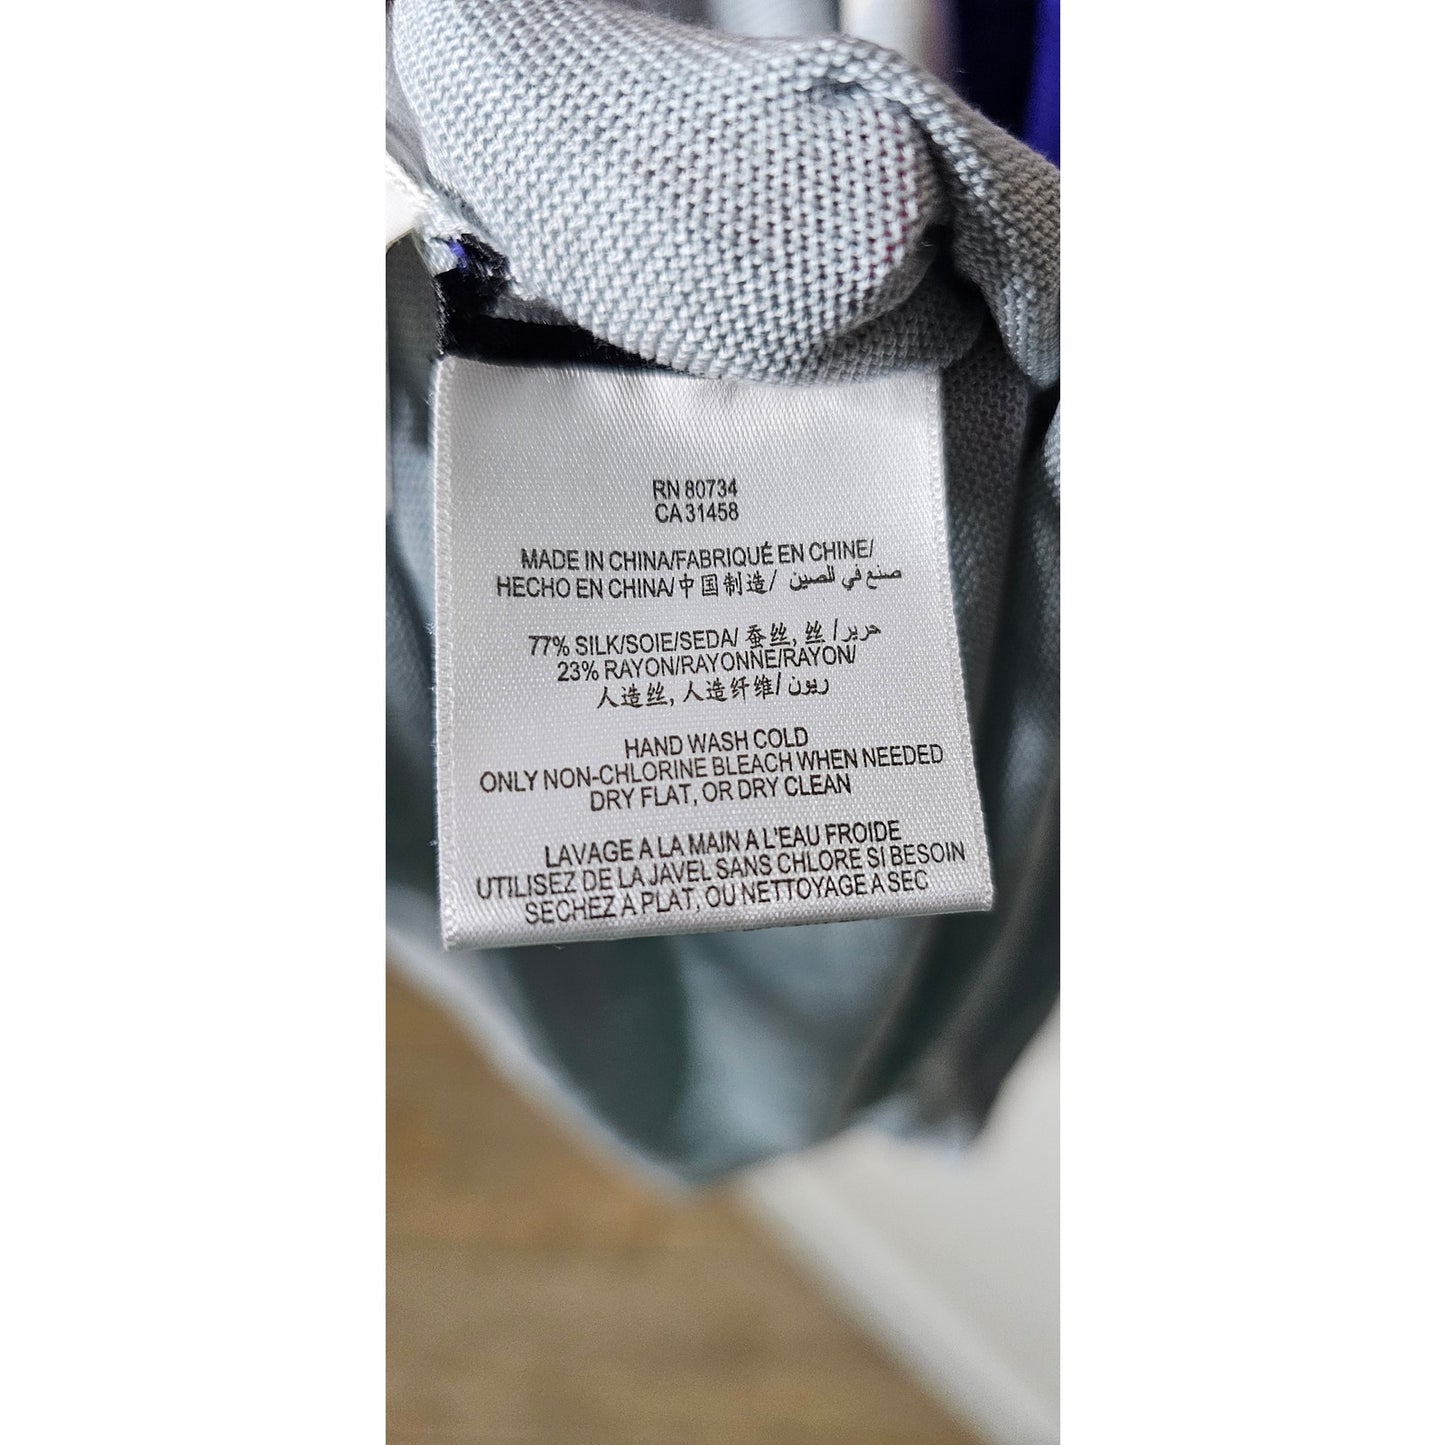 RN 80734
CA 31458
MADE IN CHINA/FABRIQUÉ EN CHINE/
HECHO EN CHINA/中国制造/ صنع في الصين
77% SILK/SOIE/SEDA/ 蚕丝, 丝 / حرير
23% RAYON/RAYONNE/RAYON/
人造丝, 人造纤维/ ريون
HAND WASH COLD
ONLY NON-CHLORINE BLEACH WHEN NEEDED
DRY FLAT, OR DRY CLEAN
LAVAGE A LA MAIN A L'EAU FROIDE
UTILISEZ DE LA JAVEL SANS CHLORE SI BESOIN
SECHEZ A PLAT, OU NETTOYAGE A SEC